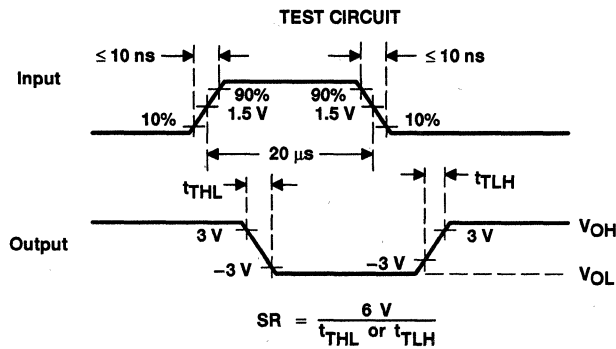 TEST CIRCUIT
≤ 10 ns
≤ 10 ns
Input
90%
90%
10%
1.5 V
1.5 V
10%
20 µs
tTHL
tTLH
Output
3 V
3 V
VOH
−3 V
−3 V
VOL
SR = 6 V / tTHL or tTLH